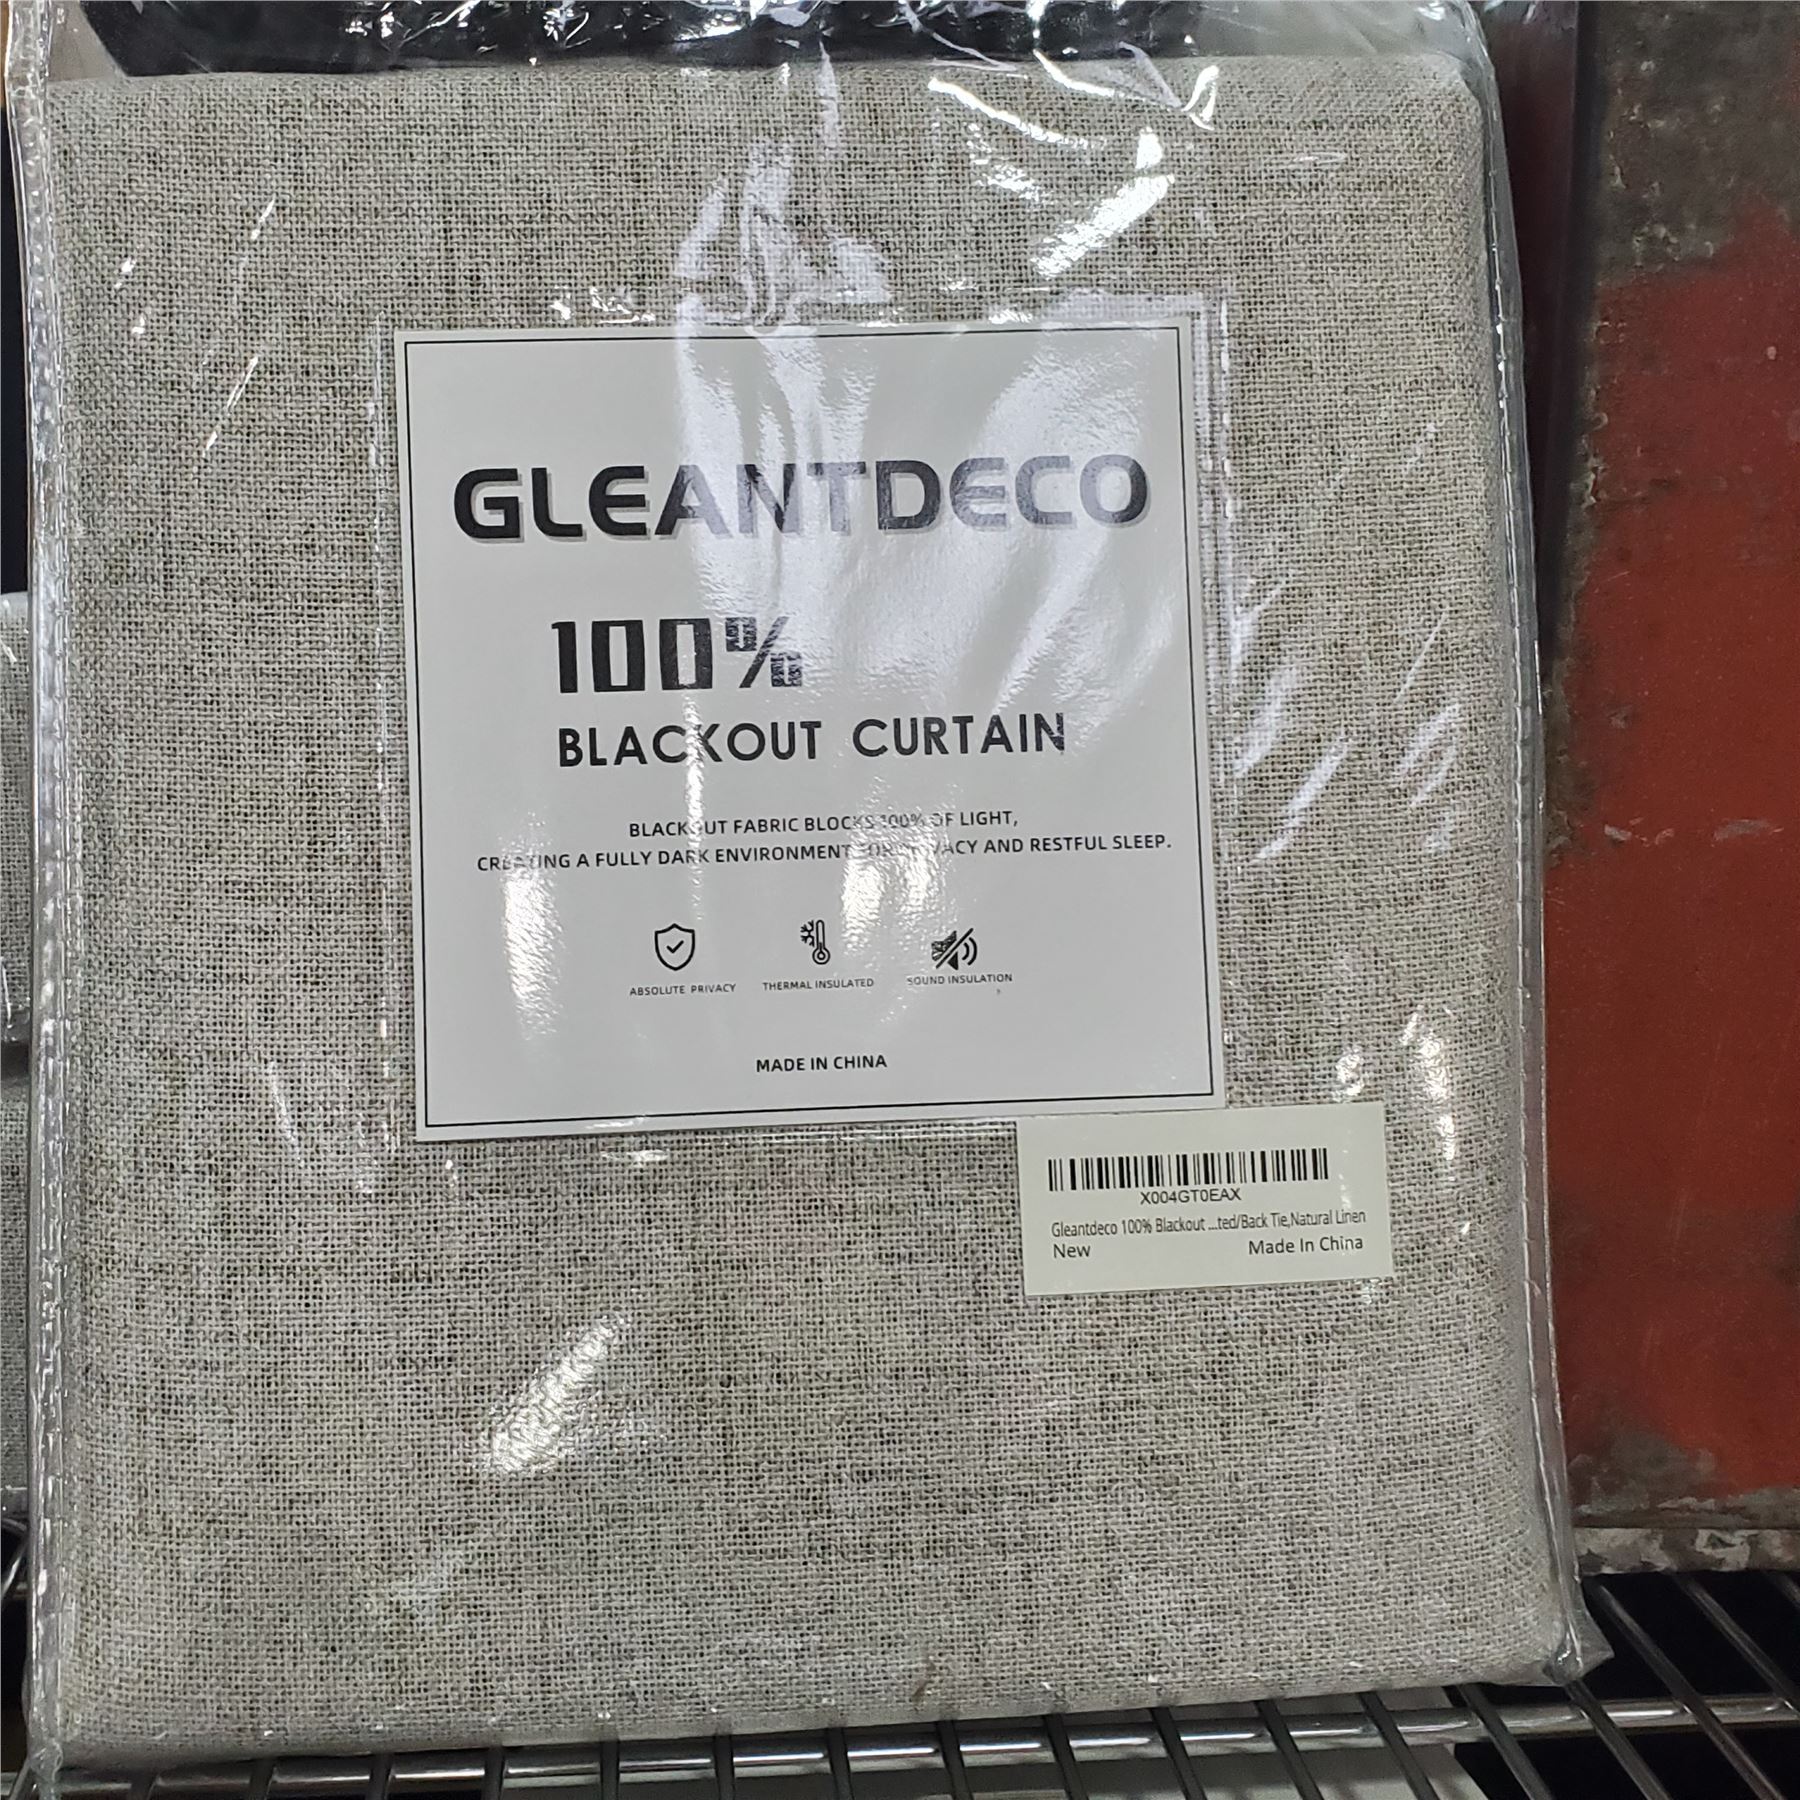 GLEANTDECO
100%
BLACKOUT CURTAIN
BLACKOUT FABRIC BLOCKS 100% OF LIGHT,
CREATING A FULLY DARK ENVIRONMENT FOR PRIVACY AND RESTFUL SLEEP.
ABSOLUTE PRIVACY THERMAL INSULATED SOUND INSULATION
MADE IN CHINA
X004GT0EAX
Gleantdeco 100% Blackout ...ted/Back Tie,Natural Linen
New Made In China